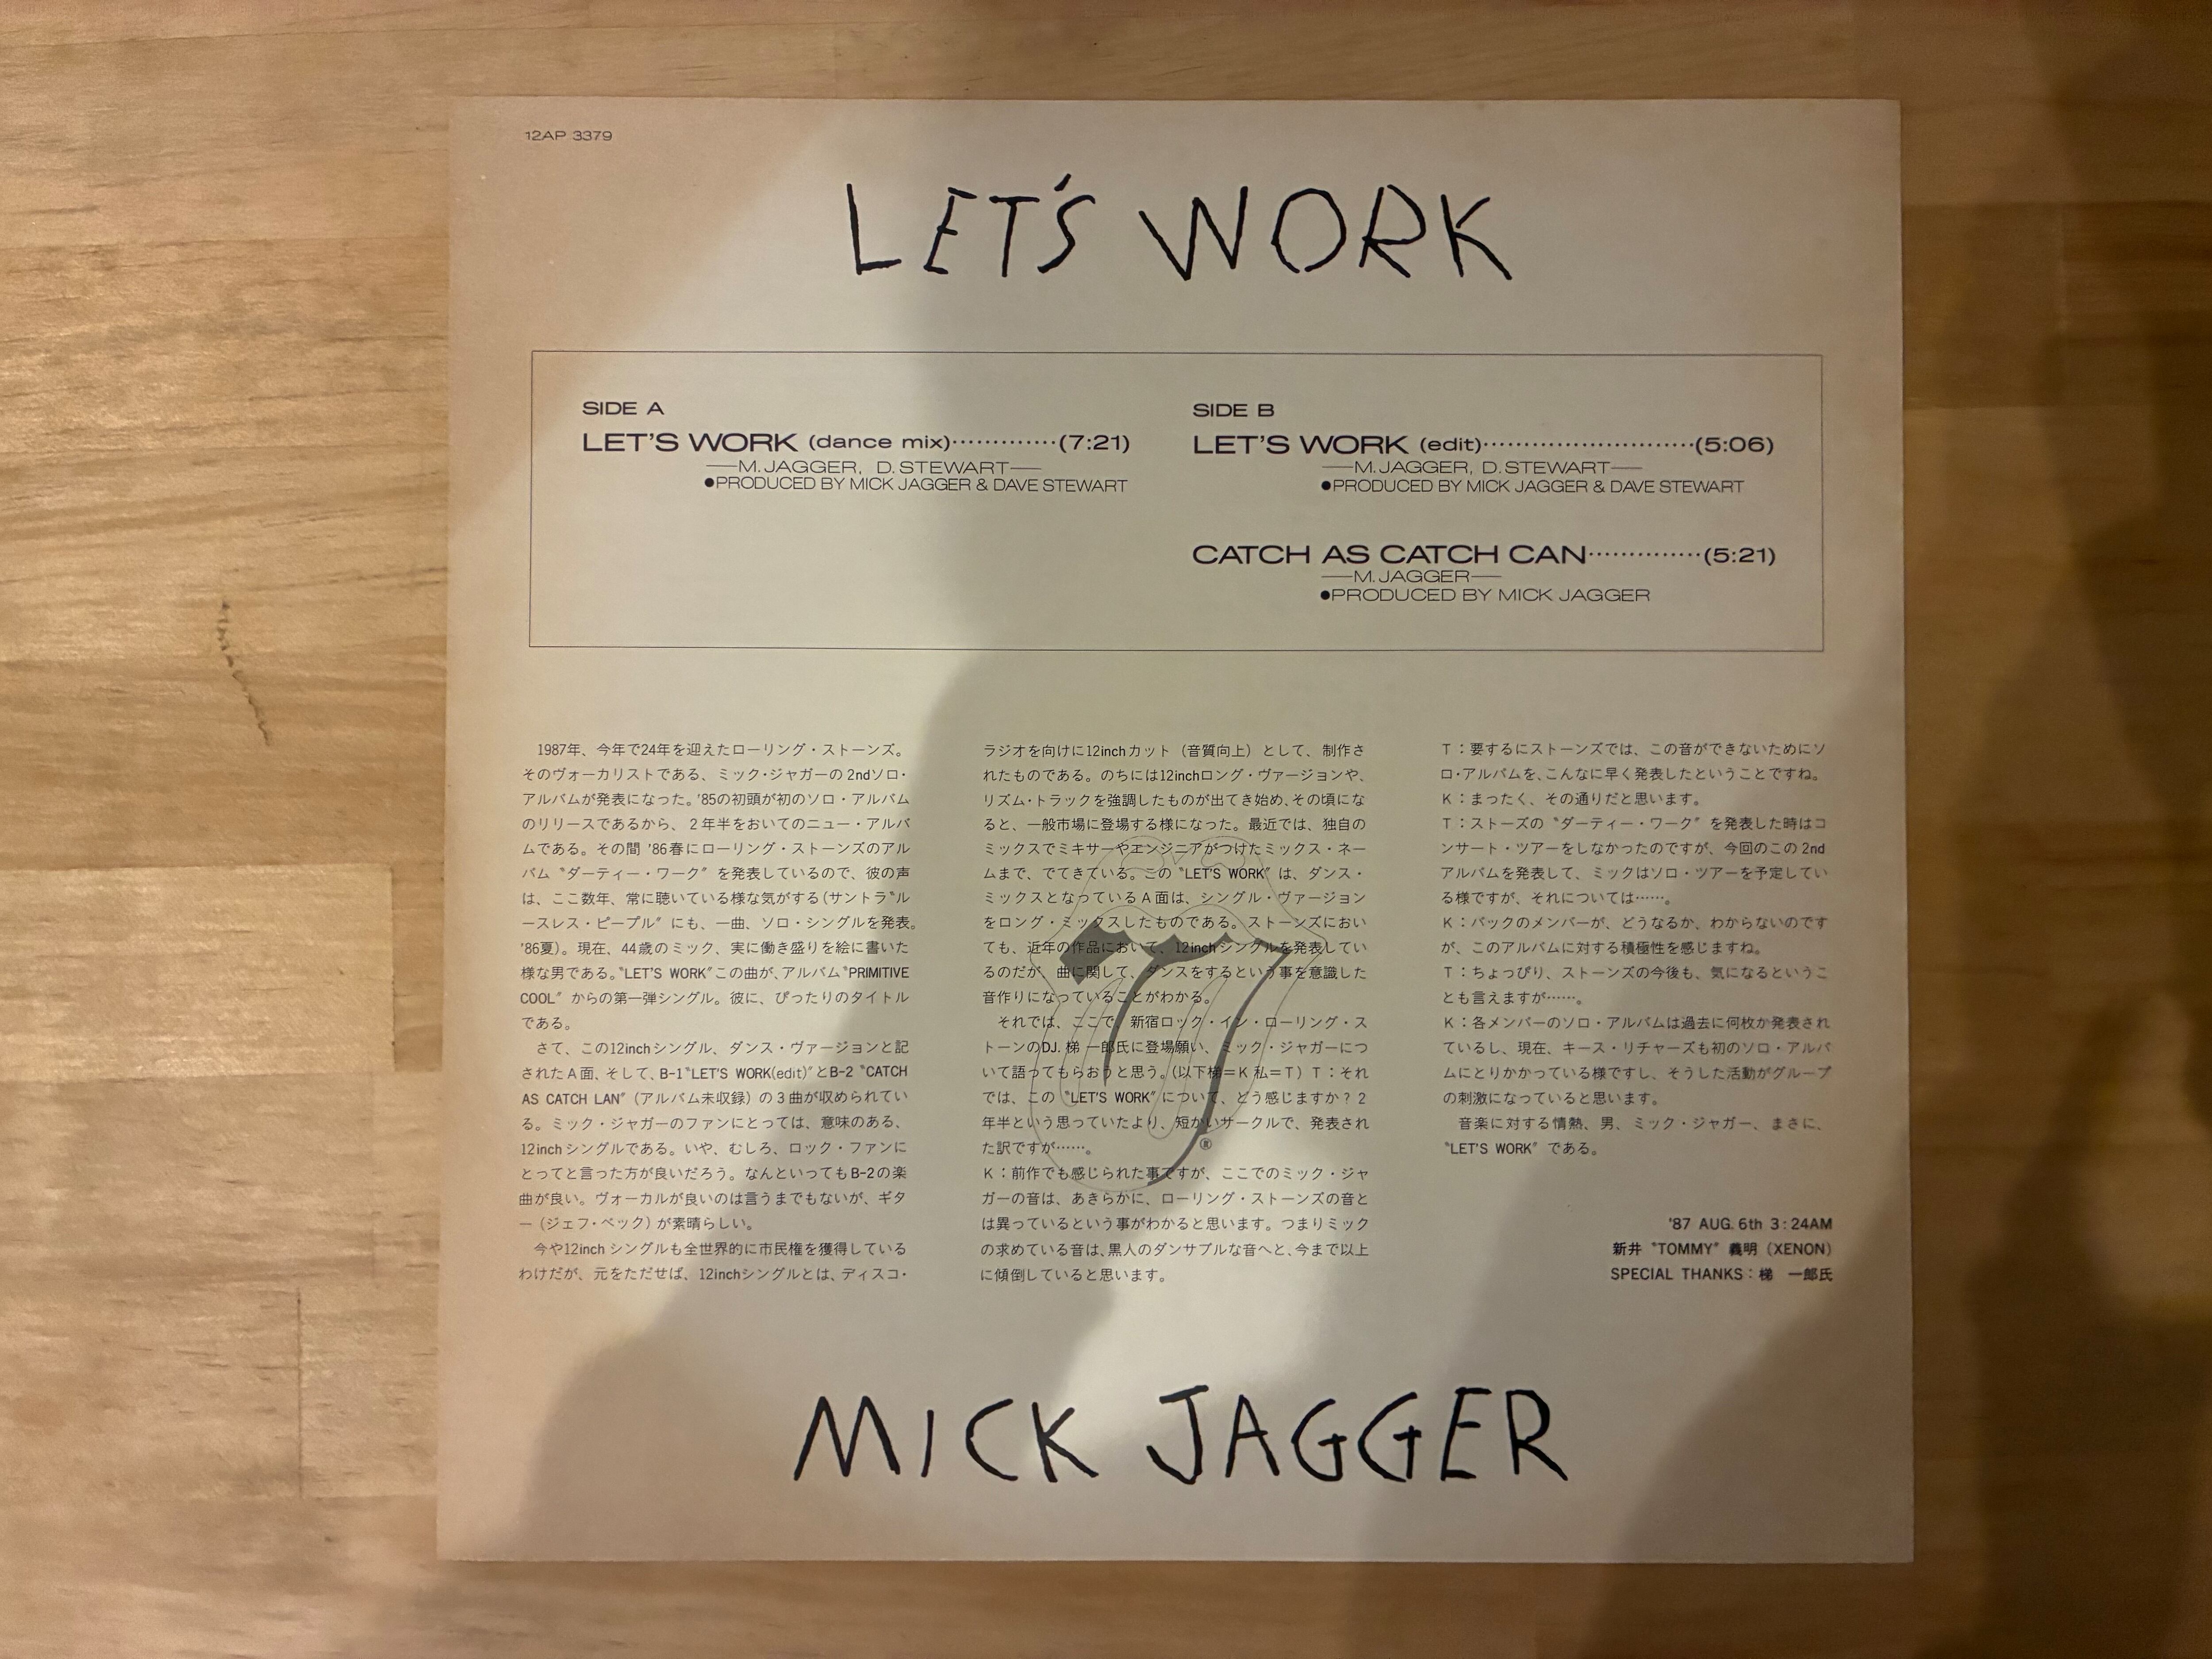 12AP 3379
LET'S WORK
SIDE A
LET'S WORK (dance mix)·············(7:21)
——M. JAGGER, D. STEWART——
●PRODUCED BY MICK JAGGER & DAVE STEWART
SIDE B
LET'S WORK (edit)··························(5:06)
——M. JAGGER, D. STEWART——
●PRODUCED BY MICK JAGGER & DAVE STEWART
CATCH AS CATCH CAN··············(5:21)
——M. JAGGER——
●PRODUCED BY MICK JAGGER
1987年、今年で24年を迎えたローリング・ストーンズ。
そのヴォーカリストである、ミック・ジャガーの2ndソロ・
アルバムが発表になった。'85の初頭が初のソロ・アルバム
のリリースであるから、2年半をおいてのニュー・アルバ
ムである。その間 '86春にローリング・ストーンズのアル
バム〝ダーティー・ワーク〞を発表しているので、彼の声
は、ここ数年、常に聴いている様な気がする(サントラ〝ル
ースレス・ピープル〞にも、一曲、ソロ・シングルを発表。
'86夏)。現在、44歳のミック、実に働き盛りを絵に書いた
様な男である。〝LET'S WORK〞この曲が、アルバム〝PRIMITIVE
COOL〞からの第一弾シングル。彼に、ぴったりのタイトル
である。
さて、この12inchシングル、ダンス・ヴァージョンと記
されたA面、そして、B-1〝LET'S WORK(edit)〞とB-2〝CATCH
AS CATCH LAN〞(アルバム未収録)の3曲が収められてい
る。ミック・ジャガーのファンにとっては、意味のある、
12inchシングルである。いや、むしろ、ロック・ファンに
とってと言った方が良いだろう。なんといってもB-2の楽
曲が良い。ヴォーカルが良いのは言うまでもないが、ギタ
ー(ジェフ・ベック)が素晴らしい。
今や12inchシングルも全世界的に市民権を獲得している
わけだが、元をただせば、12inchシングルとは、ディスコ・
ラジオを向けに12inchカット(音質向上)として、制作さ
れたものである。のちには12inchロング・ヴァージョンや、
リズム・トラックを強調したものが出てき始め、その頃にな
ると、一般市場に登場する様になった。最近では、独自の
ミックスでミキサーやエンジニアがつけたミックス・ネー
ムまで、でてきている。この〝LET'S WORK〞は、ダンス・
ミックスとなっているA面は、シングル・ヴァージョン
をロング・ミックスしたものである。ストーンズにおい
ても、近年の作品において、12inchシングルを発表してい
るのだが、曲に関して、ダンスをするという事を意識した
音作りになっていることがわかる。
それでは、ここで、新宿ロック・イン・ローリング・ス
トーンのDJ. 梯 一郎氏に登場願い、ミック・ジャガーにつ
いて語ってもらおうと思う。(以下梯=K 私=T) T:それ
では、この〝LET'S WORK〞について、どう感じますか? 2
年半という思っていたより、短かいサークルで、発表され
た訳ですが……。
®
K:前作でも感じられた事ですが、ここでのミック・ジャ
ガーの音は、あきらかに、ローリング・ストーンズの音と
は異っているという事がわかると思います。つまりミック
の求めている音は、黒人のダンサブルな音へと、今まで以上
に傾倒していると思います。
T:要するにストーンズでは、この音ができないためにソ
ロ・アルバムを、こんなに早く発表したということですね。
K:まったく、その通りだと思います。
T:ストーズの〝ダーティー・ワーク〞を発表した時はコ
ンサート・ツアーをしなかったのですが、今回のこの2nd
アルバムを発表して、ミックはソロ・ツアーを予定してい
る様ですが、それについては……。
K:バックのメンバーが、どうなるか、わからないのです
が、このアルバムに対する積極性を感じますね。
T:ちょっぴり、ストーンズの今後も、気になるというこ
とも言えますが……。
K:各メンバーのソロ・アルバムは過去に何枚か発表され
ているし、現在、キース・リチャーズも初のソロ・アルバ
ムにとりかかっている様ですし、そうした活動がグループ
の刺激になっていると思います。
音楽に対する情熱、男、ミック・ジャガー、まさに、
〝LET'S WORK〞である。
'87 AUG. 6th 3:24AM
新井〝TOMMY〞義明(XENON)
SPECIAL THANKS:梯 一郎氏
MICK JAGGER